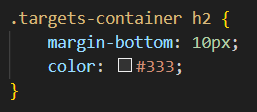 .targets-container h2 {
    margin-bottom: 10px;
    color: #333;
}